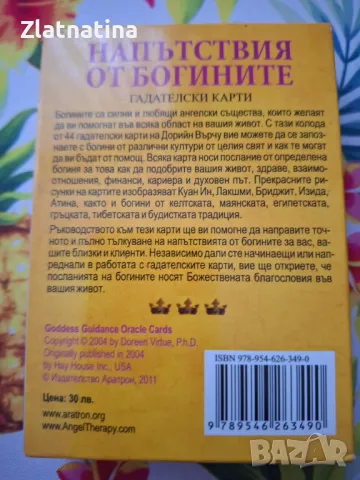 Zlatnatina
НАПЪТСТВИЯ
ОТ БОГИНИТЕ
ГАДАТЕЛСКИ КАРТИ
Богините са силни и любящи ангелски същества, които желаят
да ви помогнат във всяка област на вашия живот. С тази колода
от 44 гадателски карти на Дорийн Върчу вие можете да се запоз-
наете с богини от различни култури от целия свят и как те могат
да ви бъдат от помощ. Всяка карта носи послание от определена
богиня за това как да подобрите вашия живот, здраве, взаимо-
отношения, финанси, кариера и духовен път. Прекрасните ри-
сунки на картите изобразяват Куан Ин, Лакшми, Бриджит, Изида,
Атина, както и богини от келтската, маянската, египетската,
гръцката, тибетската и будистката традиция.
Ръководството към тези карти ще ви помогне да направите точно-
то и пълно тълкуване на напътствията от богините за вас, ва-
шите близки и клиенти. Независимо дали сте начинаещи или нап-
реднали в работата с гадателските карти, вие ще откриете, че
посланията на богините носят Божествената благословия във
вашия живот.
Goddess Guidance Oracle Cards
Copyright © 2004 by Doreen Virtue, Ph.D.
Originally published in 2004
by Hay House Inc., USA
© Издателство Аратрон, 2011
Цена: 30 лв.
www.aratron.org
www.AngelTherapy.com
ISBN 978-954-626-349-0
9 789546 263490
BAZAR